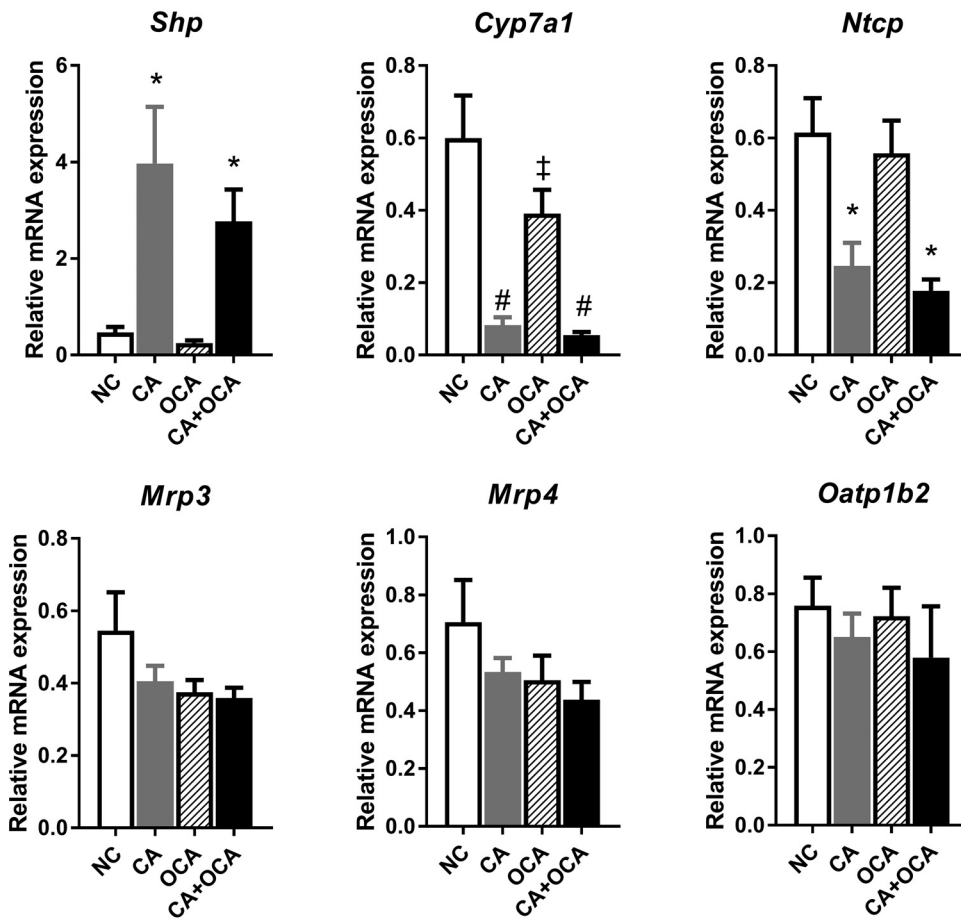 Shp
Relative mRNA expression
6
4
2
0
*
*
NC
CA
OCA
CA+OCA
Cyp7a1
Relative mRNA expression
0.8
0.6
0.4
0.2
0.0
#
‡
#
NC
CA
OCA
CA+OCA
Ntcp
Relative mRNA expression
0.8
0.6
0.4
0.2
0.0
*
*
NC
CA
OCA
CA+OCA
Mrp3
Relative mRNA expression
0.8
0.6
0.4
0.2
0.0
NC
CA
OCA
CA+OCA
Mrp4
Relative mRNA expression
1.0
0.8
0.6
0.4
0.2
0.0
NC
CA
OCA
CA+OCA
Oatp1b2
Relative mRNA expression
1.0
0.8
0.6
0.4
0.2
0.0
NC
CA
OCA
CA+OCA